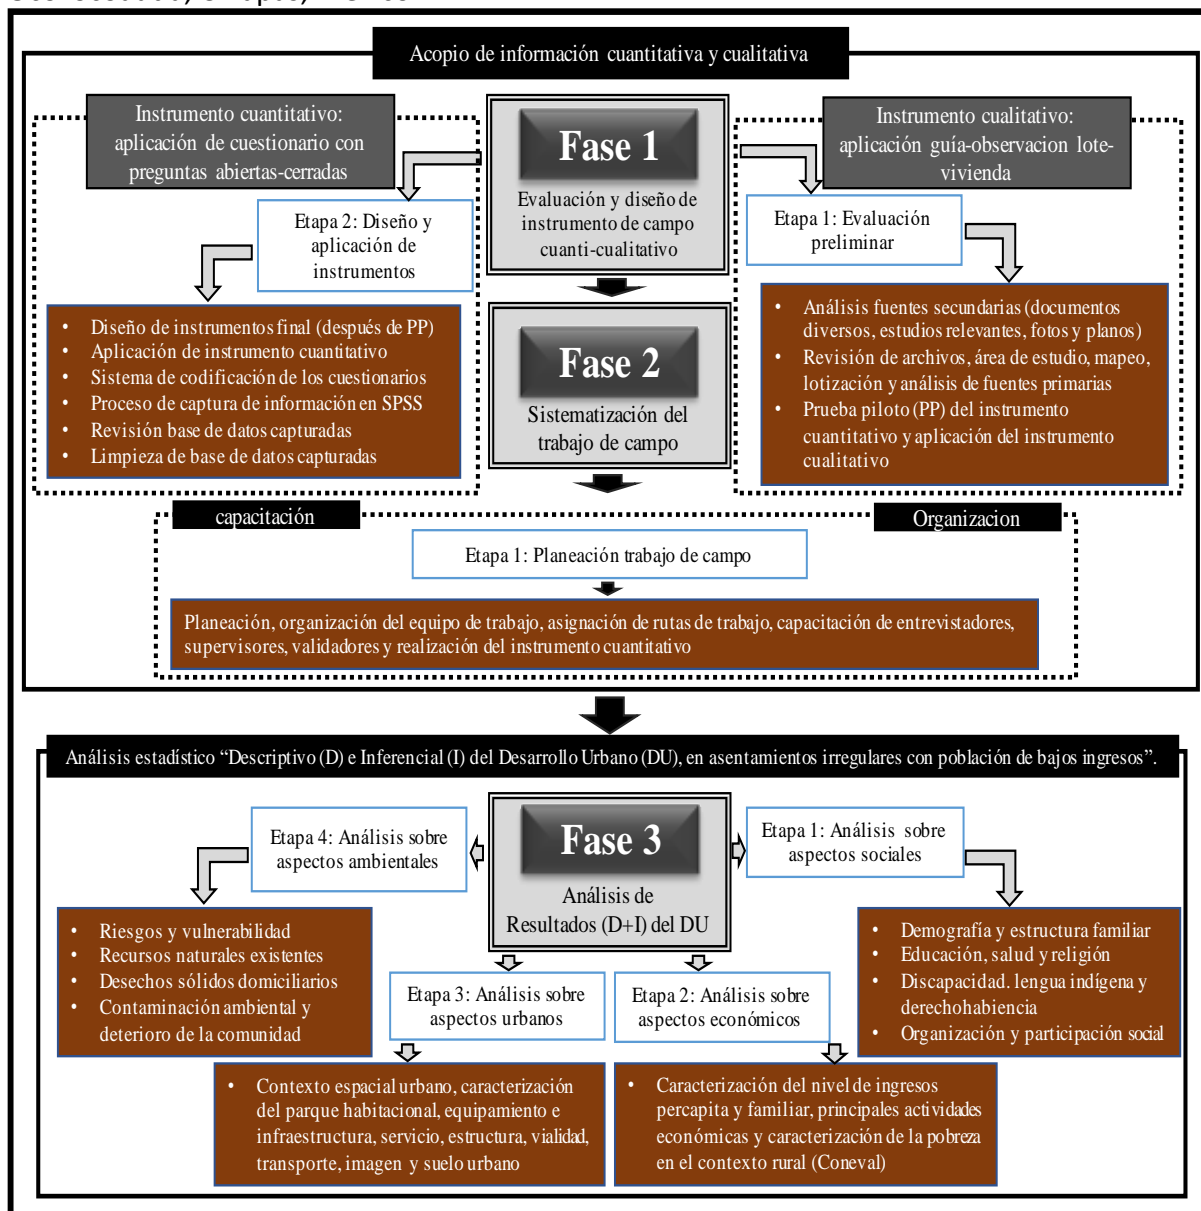 Acopio de información cuantitativa y cualitativa
Instrumento cuantitativo:
aplicación de cuestionario con
preguntas abiertas-cerradas
Fase 1
Evaluación y diseño de
instrumento de campo
cuanti-cualitativo
Instrumento cualitativo:
aplicación guía-observacion lote-
vivienda
Etapa 2: Diseño y
aplicación de
instrumentos
Etapa 1: Evaluación
preliminar
• Diseño de instrumentos final (después de PP)
• Aplicación de instrumento cuantitativo
• Sistema de codificación de los cuestionarios
• Proceso de captura de información en SPSS
• Revisión base de datos capturadas
• Limpieza de base de datos capturadas
Fase 2
Sistematización del
trabajo de campo
• Análisis fuentes secundarias (documentos
diversos, estudios relevantes, fotos y planos)
• Revisión de archivos, área de estudio, mapeo,
lotización y análisis de fuentes primarias
• Prueba piloto (PP) del instrumento
cuantitativo y aplicación del instrumento
cualitativo
capacitación
Organizacion
Etapa 1: Planeación trabajo de campo
Planeación, organización del equipo de trabajo, asignación de rutas de trabajo, capacitación de entrevistadores,
supervisores, validadores y realización del instrumento cuantitativo
Análisis estadístico “Descriptivo (D) e Inferencial (I) del Desarrollo Urbano (DU), en asentamientos irregulares con población de bajos ingresos”.
Etapa 4: Análisis sobre
aspectos ambientales
Fase 3
Análisis de
Resultados (D+I) del DU
Etapa 1: Análisis sobre
aspectos sociales
• Riesgos y vulnerabilidad
• Recursos naturales existentes
• Desechos sólidos domiciliarios
• Contaminación ambiental y
deterioro de la comunidad
• Demografía y estructura familiar
• Educación, salud y religión
• Discapacidad. lengua indígena y
derechohabiencia
• Organización y participación social
Etapa 3: Análisis sobre
aspectos urbanos
Etapa 2: Análisis sobre
aspectos económicos
• Contexto espacial urbano, caracterización
del parque habitacional, equipamiento e
infraestructura, servicio, estructura, vialidad,
transporte, imagen y suelo urbano
• Caracterización del nivel de ingresos
percapita y familiar, principales actividades
económicas y caracterización de la pobreza
en el contexto rural (Coneval)